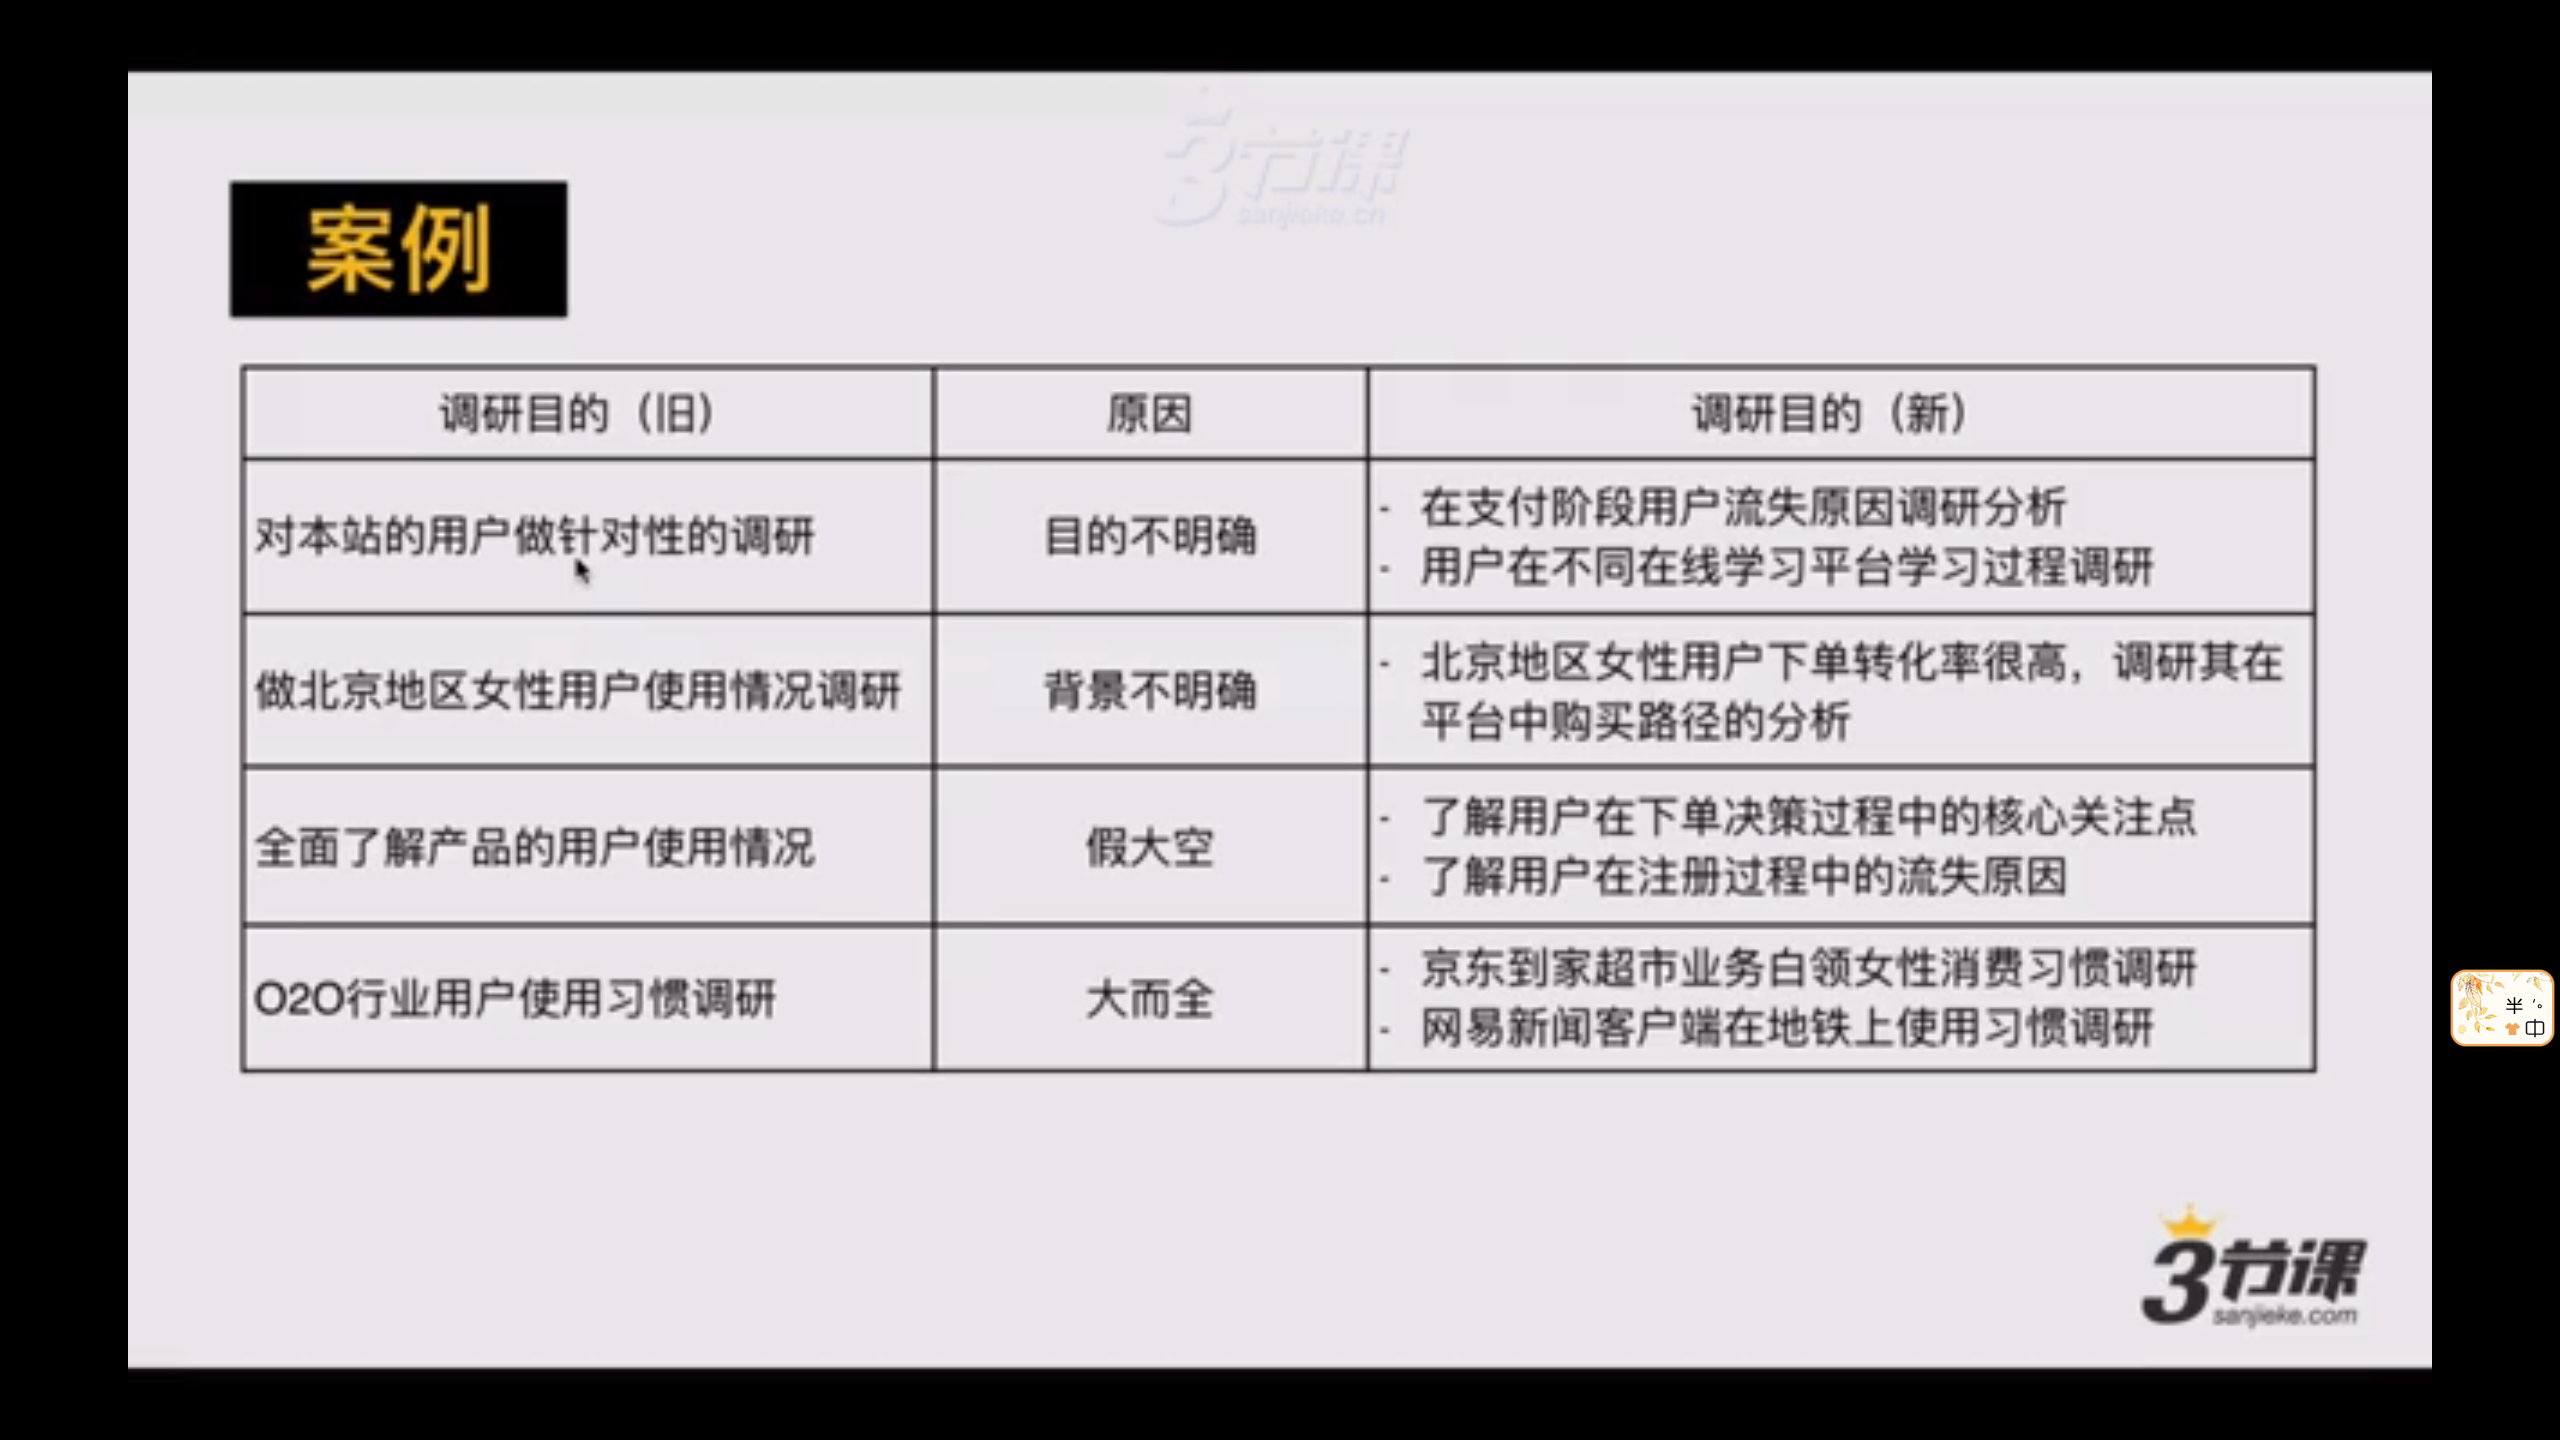 3节课
sanjieke.cn
案例
调研目的（旧）
原因
调研目的（新）
对本站的用户做针对性的调研
目的不明确
- 在支付阶段用户流失原因调研分析
- 用户在不同在线学习平台学习过程调研
做北京地区女性用户使用情况调研
背景不明确
- 北京地区女性用户下单转化率很高，调研其在
平台中购买路径的分析
全面了解产品的用户使用情况
假大空
- 了解用户在下单决策过程中的核心关注点
- 了解用户在注册过程中的流失原因
O2O行业用户使用习惯调研
大而全
- 京东到家超市业务白领女性消费习惯调研
- 网易新闻客户端在地铁上使用习惯调研
半
中
3节课
sanjieke.com